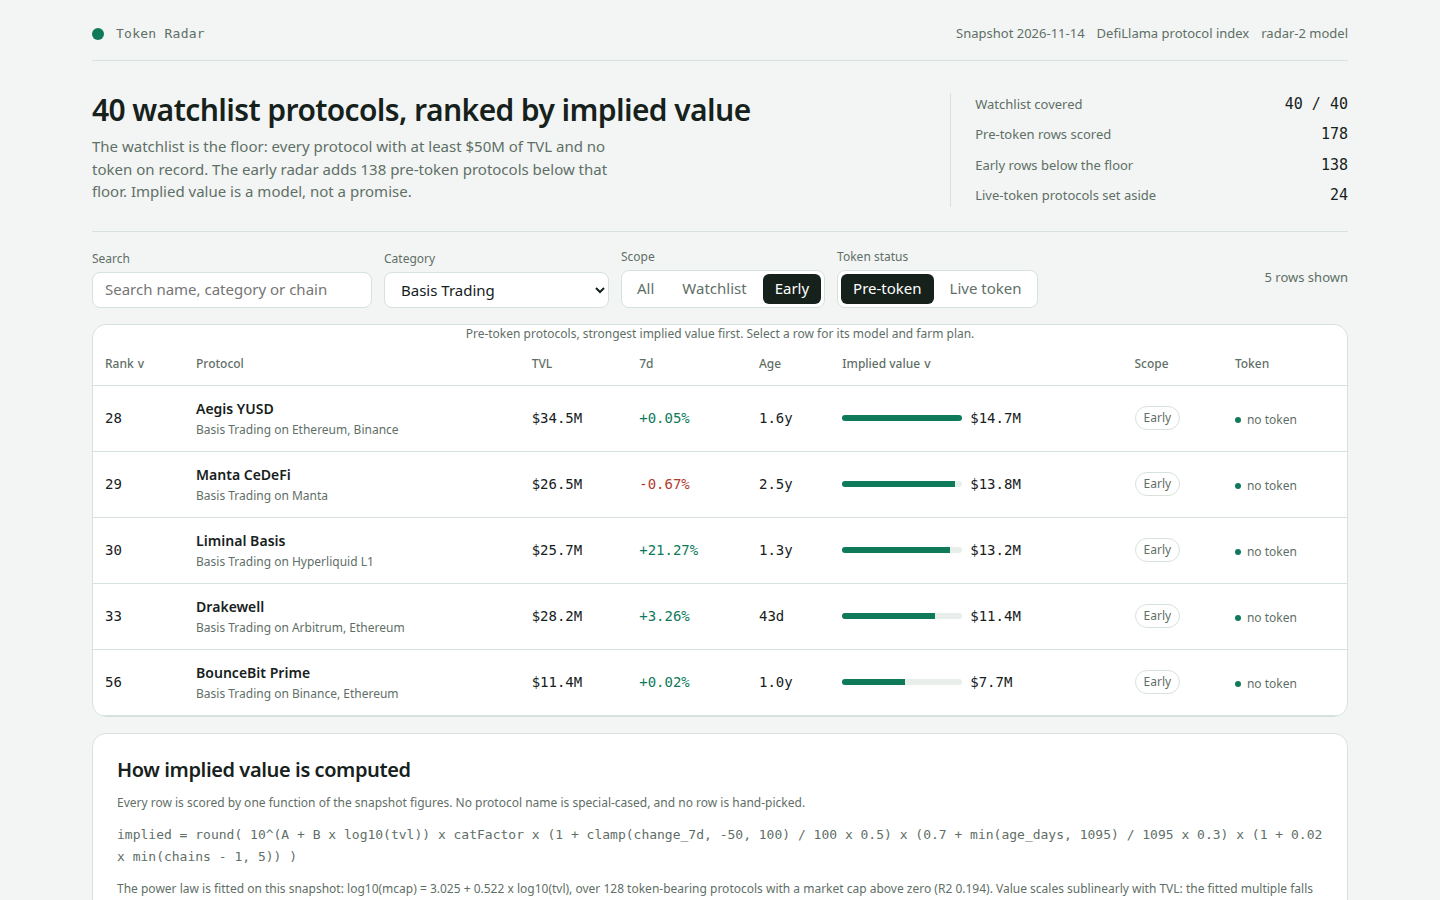 Token Radar
Snapshot 2026-11-14 DefiLlama protocol index radar-2 model
40 watchlist protocols, ranked by implied value
The watchlist is the floor: every protocol with at least $50M of TVL and no
token on record. The early radar adds 138 pre-token protocols below that
floor. Implied value is a model, not a promise.
Watchlist covered 40 / 40
Pre-token rows scored 178
Early rows below the floor 138
Live-token protocols set aside 24
Search
Search name, category or chain
Category
Basis Trading
Scope
All Watchlist Early
Token status
Pre-token Live token
5 rows shown
Pre-token protocols, strongest implied value first. Select a row for its model and farm plan.
Rank v Protocol TVL 7d Age Implied value v Scope Token
28 Aegis YUSD $34.5M +0.05% 1.6y $14.7M Early no token
Basis Trading on Ethereum, Binance
29 Manta CeDeFi $26.5M -0.67% 2.5y $13.8M Early no token
Basis Trading on Manta
30 Liminal Basis $25.7M +21.27% 1.3y $13.2M Early no token
Basis Trading on Hyperliquid L1
33 Drakewell $28.2M +3.26% 43d $11.4M Early no token
Basis Trading on Arbitrum, Ethereum
56 BounceBit Prime $11.4M +0.02% 1.0y $7.7M Early no token
Basis Trading on Binance, Ethereum
How implied value is computed
Every row is scored by one function of the snapshot figures. No protocol name is special-cased, and no row is hand-picked.
implied = round( 10^(A + B x log10(tvl)) x catFactor x (1 + clamp(change_7d, -50, 100) / 100 x 0.5) x (0.7 + min(age_days, 1095) / 1095 x 0.3) x (1 + 0.02
x min(chains - 1, 5)) )
The power law is fitted on this snapshot: log10(mcap) = 3.025 + 0.522 x log10(tvl), over 128 token-bearing protocols with a market cap above zero (R2 0.194). Value scales sublinearly with TVL: the fitted multiple falls